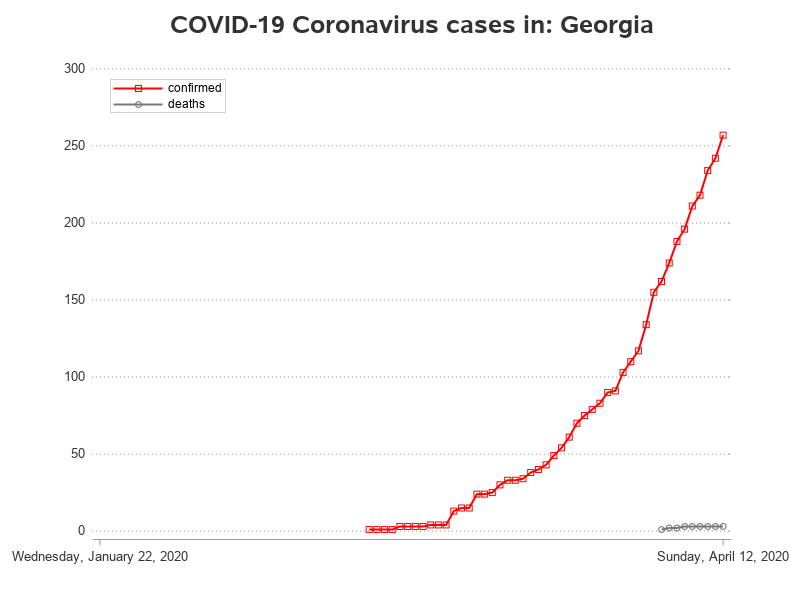 COVID-19 Coronavirus cases in: Georgia
300
confirmed
deaths
250
200
150
100
50
0
Wednesday, January 22, 2020
Sunday, April 12, 2020